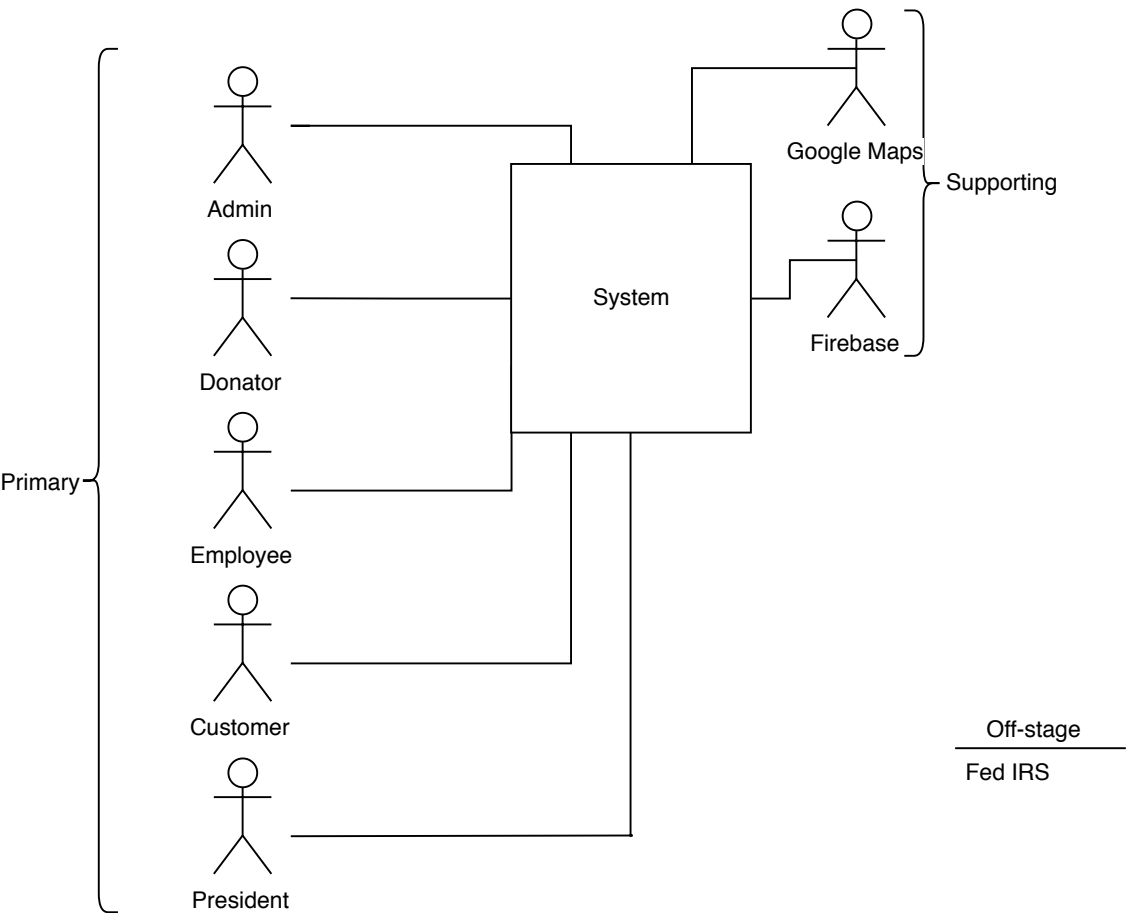 Google Maps
Supporting
Admin
System
Firebase
Donator
Primary
Employee
Customer
Off-stage
Fed IRS
President